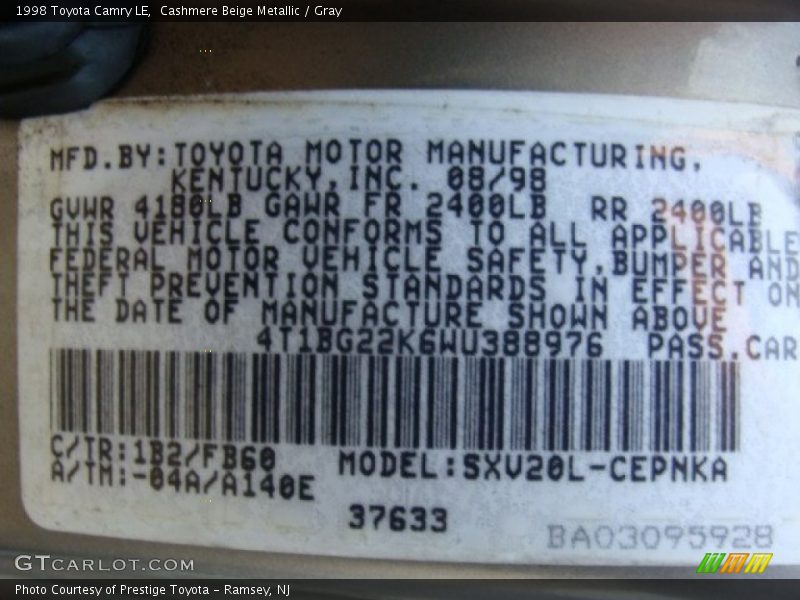 1998 Toyota Camry LE,  Cashmere Beige Metallic / Gray
MFD.BY:TOYOTA MOTOR MANUFACTURING,
KENTUCKY,INC. 08/98
GVWR 4180LB GAWR FR 2400LB RR 2400LB
THIS VEHICLE CONFORMS TO ALL APPLICABLE
FEDERAL MOTOR VEHICLE SAFETY,BUMPER AND
THEFT PREVENTION STANDARDS IN EFFECT ON
THE DATE OF MANUFACTURE SHOWN ABOVE
4T1BG22K6WU388976 PASS.CAR
C/TR:1B2/FB60
A/TM:-04A/A140E
MODEL:SXV20L-CEPNKA
37633
BA03095928
GTCARLOT.COM
Photo Courtesy of Prestige Toyota - Ramsey, NJ